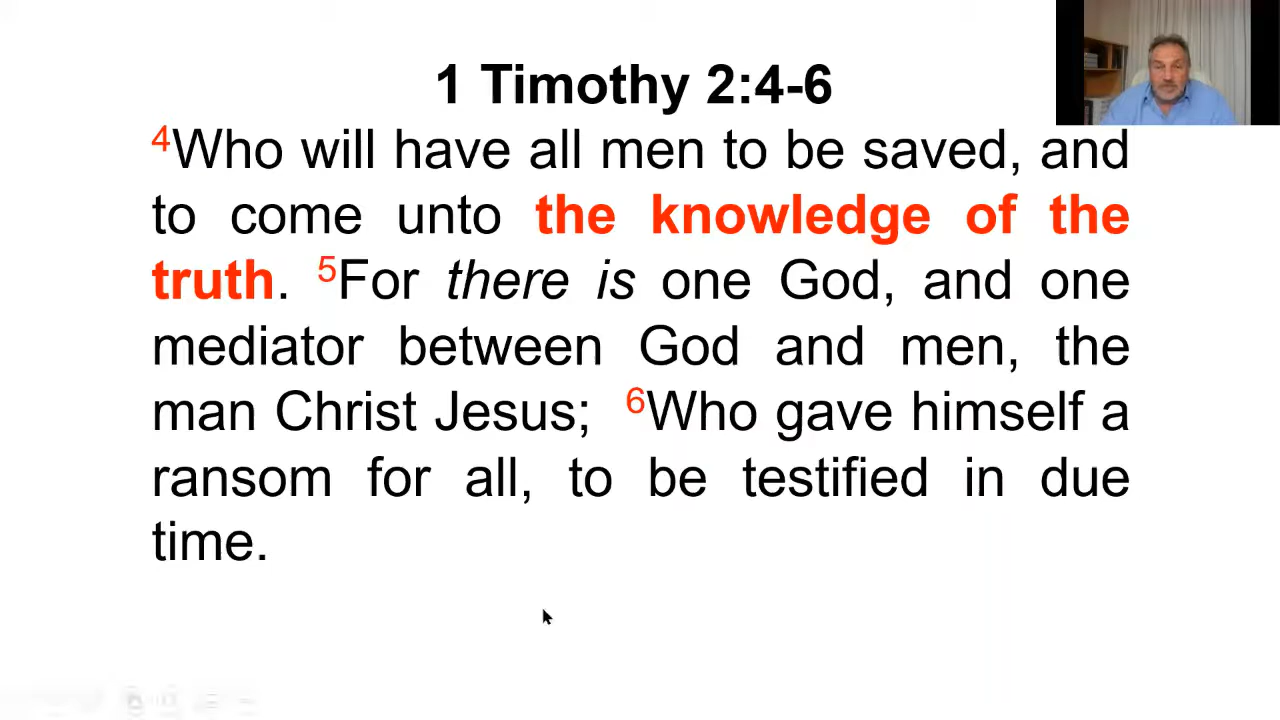 1 Timothy 2:4-6
4Who will have all men to be saved, and
to come unto the knowledge of the
truth. 5For there is one God, and one
mediator between God and men, the
man Christ Jesus; 6Who gave himself a
ransom for all, to be testified in due
time.